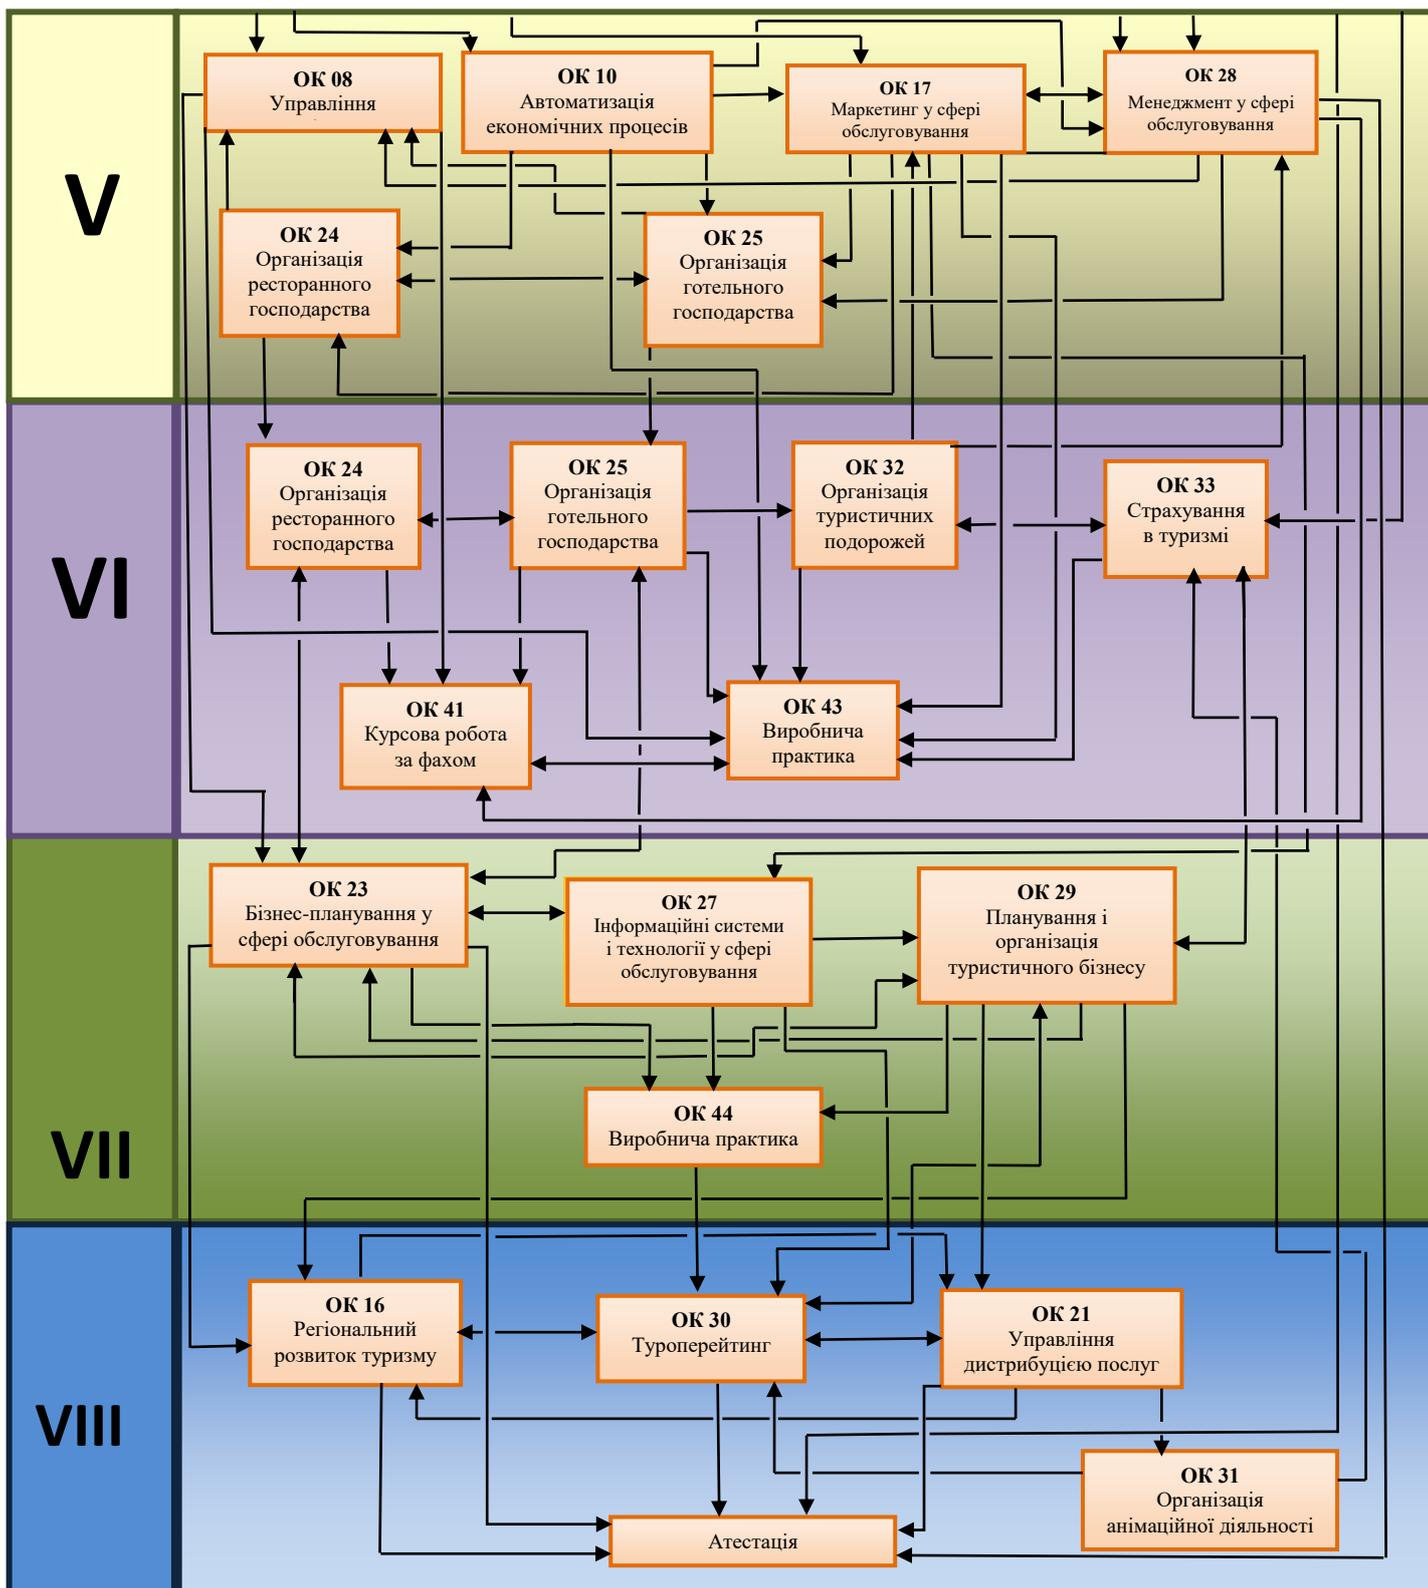 V
ОК 08
Управління
ОК 10
Автоматизація
економічних процесів
ОК 17
Маркетинг у сфері
обслуговування
ОК 28
Менеджмент у сфері
обслуговування
ОК 24
Організація
ресторанного
господарства
ОК 25
Організація
готельного
господарства
VI
ОК 24
Організація
ресторанного
господарства
ОК 25
Організація
готельного
господарства
ОК 32
Організація
туристичних
подорожей
ОК 33
Страхування
в туризмі
ОК 41
Курсова робота
за фахом
ОК 43
Виробнича
практика
VII
ОК 23
Бізнес-планування у
сфері обслуговування
ОК 27
Інформаційні системи
і технології у сфері
обслуговування
ОК 29
Планування і
організація
туристичного бізнесу
ОК 44
Виробнича практика
VIII
ОК 16
Регіональний
розвиток туризму
ОК 30
Туроперейтинг
ОК 21
Управління
дистрибуцією послуг
ОК 31
Організація
анімаційної діяльності
Атестація